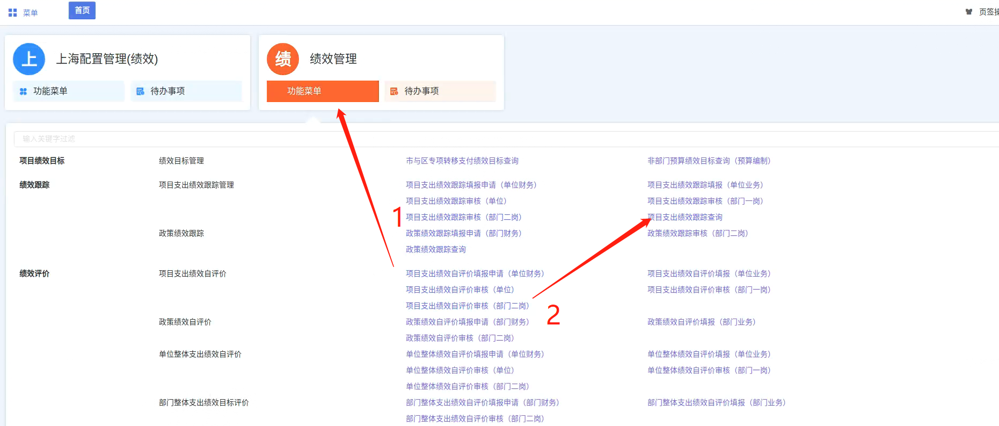 菜单 首页 页签操
上 上海配置管理(绩效) 绩 绩效管理
功能菜单 待办事项 功能菜单 待办事项
输入关键字过滤
项目绩效目标 绩效目标管理 市与区专项转移支付绩效目标查询 非部门预算绩效目标查询（预算编制）
绩效跟踪 项目支出绩效跟踪管理 项目支出绩效跟踪填报申请（单位财务） 项目支出绩效跟踪填报（单位业务）
项目支出绩效跟踪审核（单位） 项目支出绩效跟踪审核（部门一岗）
1 项目支出绩效跟踪审核（部门二岗） 项目支出绩效跟踪查询
政策绩效跟踪 政策绩效跟踪填报申请（部门财务） 政策绩效跟踪审核（部门二岗）
政策绩效跟踪查询
绩效评价 项目支出绩效自评价 项目支出绩效自评价填报申请（单位财务） 项目支出绩效自评价填报（单位业务）
项目支出绩效自评价审核（单位） 项目支出绩效自评价审核（部门一岗）
项目支出绩效自评价审核（部门二岗） 2
政策绩效自评价 政策绩效自评价填报申请（部门财务） 政策绩效自评价填报（部门业务）
政策绩效自评价审核（部门二岗）
单位整体支出绩效自评价 单位整体绩效自评价填报申请（单位财务） 单位整体绩效自评价填报（单位业务）
单位整体绩效自评价审核（单位） 单位整体绩效自评价审核（部门一岗）
单位整体绩效自评价审核（部门二岗）
部门整体支出绩效目标评价 部门整体支出绩效自评价填报申请（部门财务） 部门整体支出绩效自评价填报（部门业务）
部门整体支出绩效自评价审核（部门二岗）